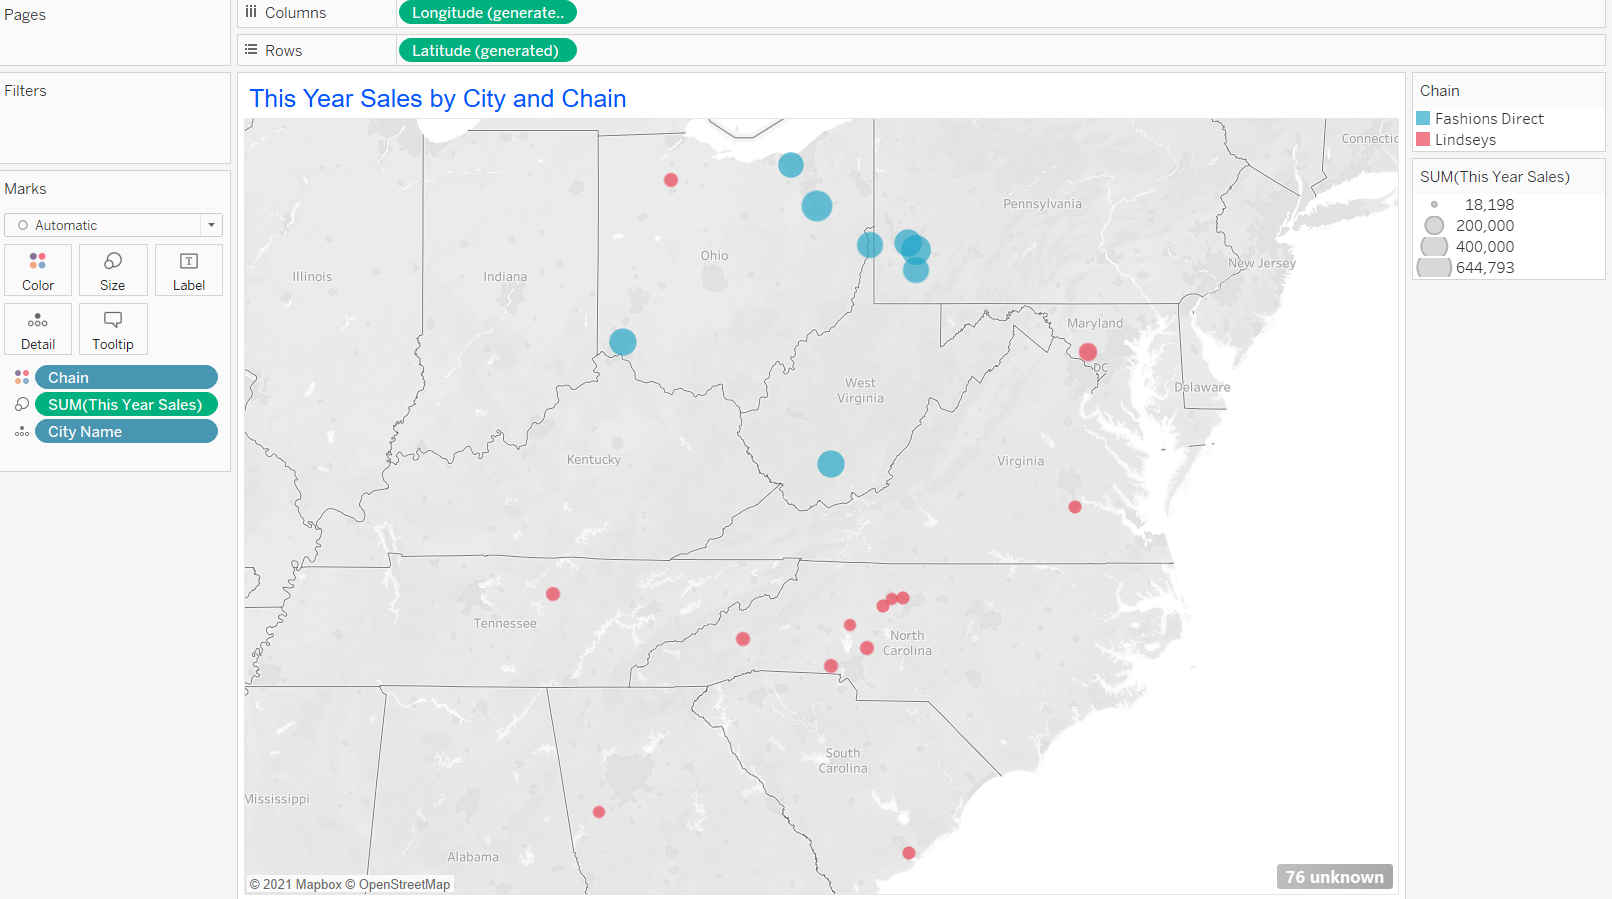 Pages
Columns
Longitude (generate..
Rows
Latitude (generated)
Filters
Marks
Automatic
Color
Size
Label
Detail
Tooltip
Chain
SUM(This Year Sales)
City Name
This Year Sales by City and Chain
Connectic
Pennsylvania
Ohio
New Jersey
Illinois
Indiana
Maryland
DC
West
Virginia
Delaware
Kentucky
Virginia
Tennessee
North
Carolina
South
Carolina
Mississippi
Alabama
© 2021 Mapbox © OpenStreetMap
76 unknown
Chain
Fashions Direct
Lindseys
SUM(This Year Sales)
18,198
200,000
400,000
644,793